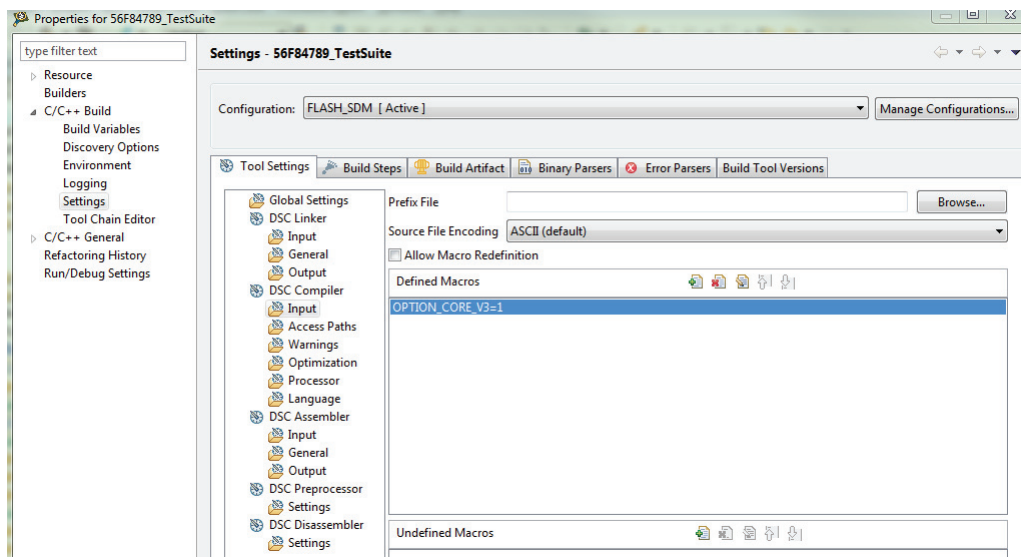 Properties for 56F84789_TestSuite
type filter text
Resource
Builders
C/C++ Build
Build Variables
Discovery Options
Environment
Logging
Settings
Tool Chain Editor
C/C++ General
Refactoring History
Run/Debug Settings
Settings - 56F84789_TestSuite
Configuration: FLASH_SDM [ Active ] Manage Configurations...
Tool Settings Build Steps Build Artifact Binary Parsers Error Parsers Build Tool Versions
Global Settings
DSC Linker
Input
General
Output
DSC Compiler
Input
Access Paths
Warnings
Optimization
Processor
Language
DSC Assembler
Input
General
Output
DSC Preprocessor
Settings
DSC Disassembler
Settings
Prefix File Browse...
Source File Encoding ASCII (default)
Allow Macro Redefinition
Defined Macros
OPTION_CORE_V3=1
Undefined Macros